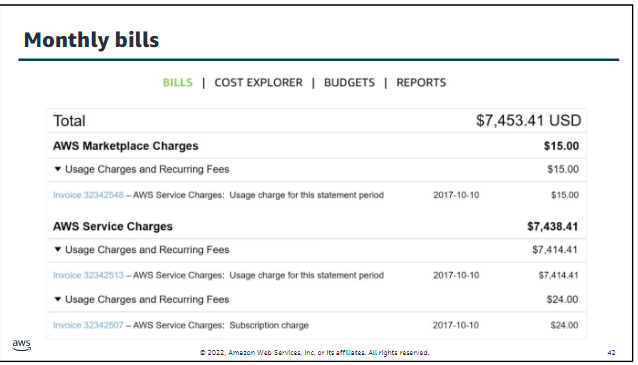 Monthly bills
BILLS | COST EXPLORER | BUDGETS | REPORTS
Total $7,453.41 USD
AWS Marketplace Charges $15.00
▼ Usage Charges and Recurring Fees $15.00
Invoice 32342548 – AWS Service Charges: Usage charge for this statement period 2017-10-10 $15.00
AWS Service Charges $7,438.41
▼ Usage Charges and Recurring Fees $7,414.41
Invoice 32342513 – AWS Service Charges: Usage charge for this statement period 2017-10-10 $7,414.41
▼ Usage Charges and Recurring Fees $24.00
Invoice 32342507 – AWS Service Charges: Subscription charge 2017-10-10 $24.00
aws
© 2022, Amazon Web Services, Inc. or its affiliates. All rights reserved. 42